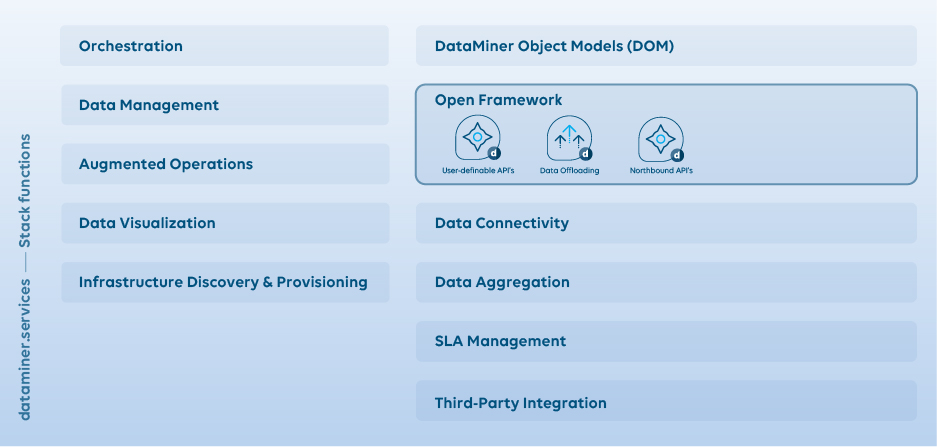 dataminer.services — Stack functions
Orchestration
Data Management
Augmented Operations
Data Visualization
Infrastructure Discovery & Provisioning
DataMiner Object Models (DOM)
Open Framework
d
d
d
User-definable API's
Data Offloading
Northbound API's
Data Connectivity
Data Aggregation
SLA Management
Third-Party Integration